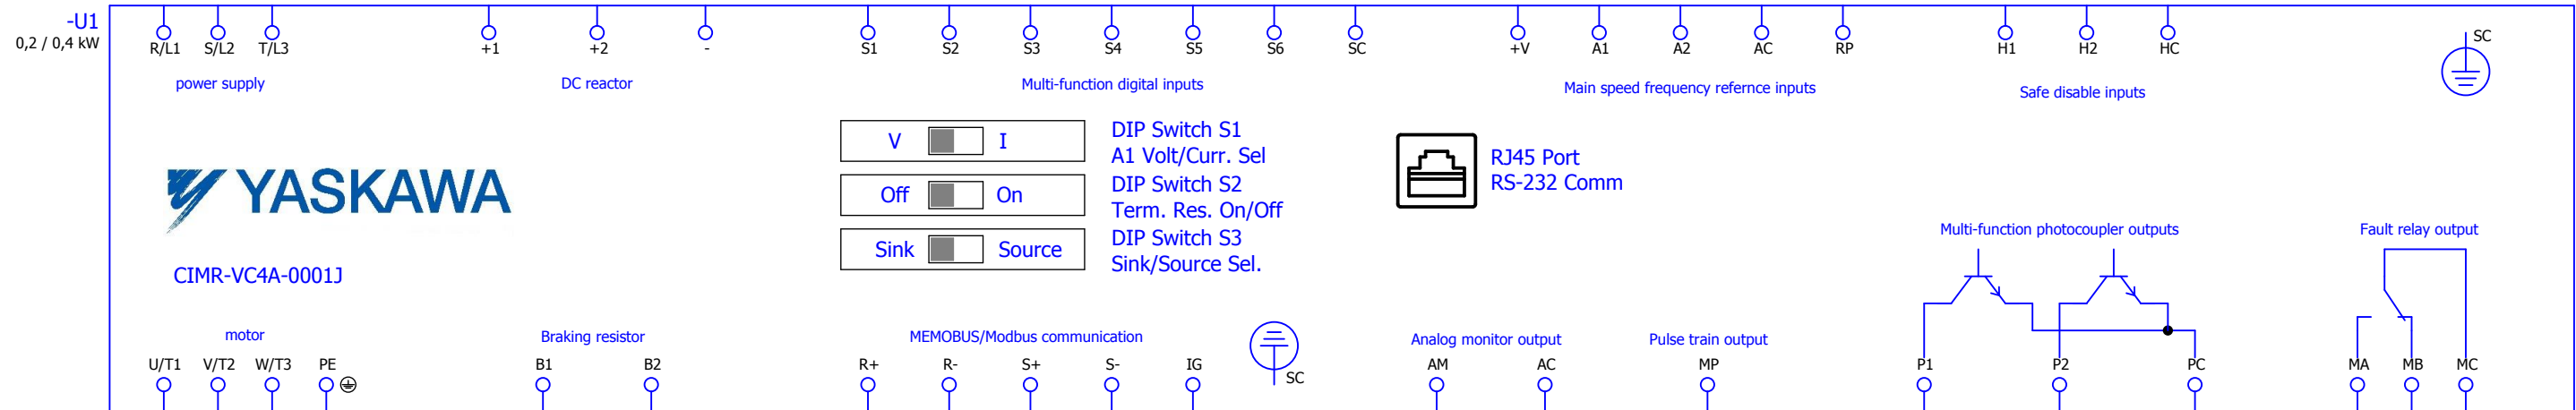 -U1
0,2 / 0,4 kW
R/L1 S/L2 T/L3 +1 +2 - S1 S2 S3 S4 S5 S6 SC +V A1 A2 AC RP H1 H2 HC SC
power supply DC reactor Multi-function digital inputs Main speed frequency refernce inputs Safe disable inputs
V I DIP Switch S1
A1 Volt/Curr. Sel
Off On DIP Switch S2
Term. Res. On/Off
Sink Source DIP Switch S3
Sink/Source Sel.
RJ45 Port
RS-232 Comm
YASKAWA
CIMR-VC4A-0001J
Multi-function photocoupler outputs Fault relay output
motor Braking resistor MEMOBUS/Modbus communication Analog monitor output Pulse train output
U/T1 V/T2 W/T3 PE B1 B2 R+ R- S+ S- IG SC AM AC MP P1 P2 PC MA MB MC